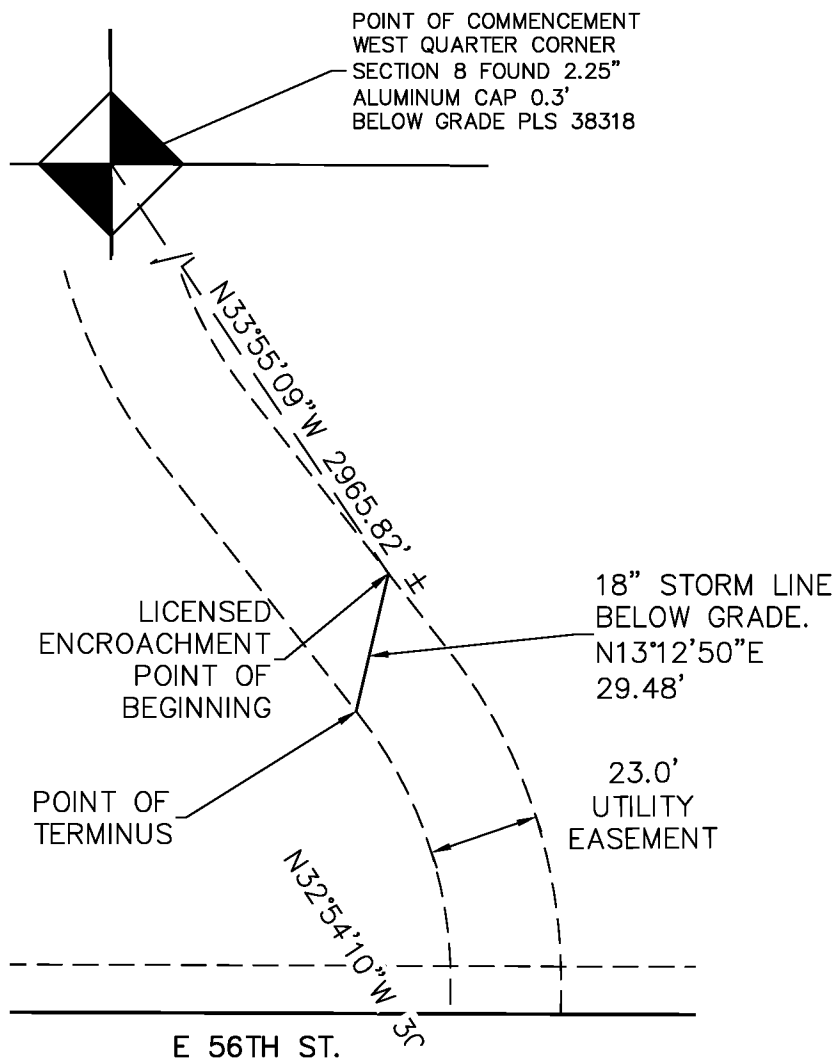 POINT OF COMMENCEMENT
WEST QUARTER CORNER
SECTION 8 FOUND 2.25"
ALUMINUM CAP 0.3'
BELOW GRADE PLS 38318
N33°55'09"W 2965.82' ±
LICENSED
ENCROACHMENT
POINT OF
BEGINNING
18" STORM LINE
BELOW GRADE.
N13°12'50"E
29.48'
POINT OF
TERMINUS
23.0'
UTILITY
EASEMENT
N32°54'10"W
E 56TH ST.